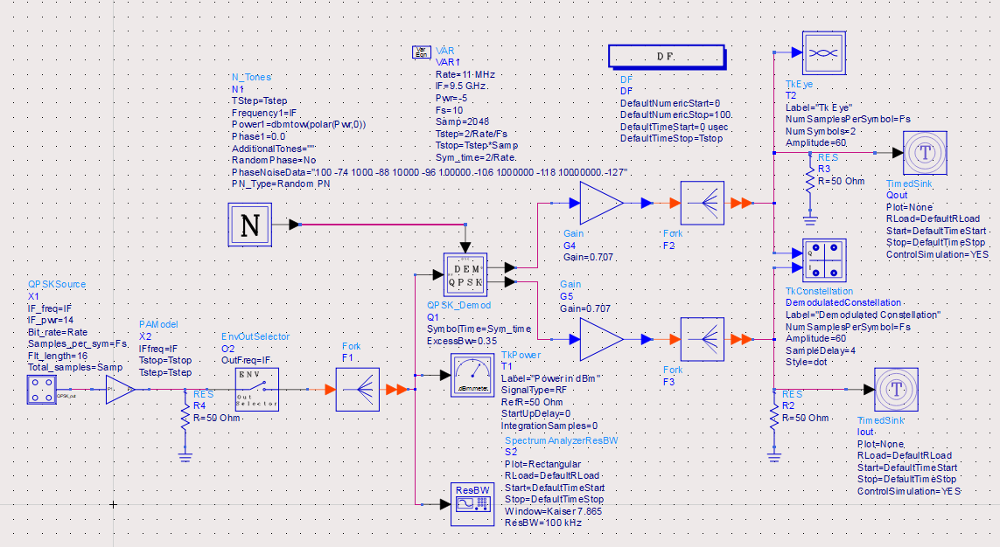 Var
Eqn
VAR
VAR1
Rate=11 MHz
IF=9.5 GHz.
Pwr=-5
Fs=10
Samp=2048
Tstep=2/Rate/Fs
Tstop=Tstep*Samp
Sym_time=2/Rate
DF
DF
DF
DefaultNumericStart=0
DefaultNumericStop=100.
DefaultTimeStart=0 usec
DefaultTimeStop=Tstop
N_Tones
N1
TStep=Tstep
Frequency1=IF
Power1=dbmtow(polar(Pwr,0))
Phase1=0.0
AdditionalTones=""
RandomPhase=No
PhaseNoiseData="100 -74 1000 -88 10000 -96 100000 -106 1000000 -118 10000000 -127"
PN_Type=Random PN
N
TkEye
T2
Label="Tk Eye"
NumSamplesPerSymbol=Fs
NumSymbols=2
Amplitude=60
RES
R3
R=50 Ohm
T
TimedSink
Qout
Plot=None
RLoad=DefaultRLoad
Start=DefaultTimeStart
Stop=DefaultTimeStop
ControlSimulation=YES
Gain
G4
Gain=0.707
Fork
F2
DEM
QPSK
QPSK_Demod
Q1
SymbolTime=Sym_time
ExcessBw=0.35
Gain
G5
Gain=0.707
Fork
F3
Q
I
TkConstellation
DemodulatedConstellation
Label="Demodulated Constellation"
NumSamplesPerSymbol=Fs
Amplitude=60
SampleDelay=4
Style=dot
QPSKSource
X1
IF_freq=IF
IF_pwr=14
Bit_rate=Rate
Samples_per_sym=Fs
Flt_length=16
Total_samples=Samp
QPSK_out
PAModel
X2
IFfreq=IF
Tstop=Tstop
Tstep=Tstep
RES
R4
R=50 Ohm
EnvOutSelector
O2
OutFreq=IF
ENV
Out
Selector
Fork
F1
TkPower
T1
Label="Power in dBm"
SignalType=RF
RefR=50 Ohm
StartUpDelay=0
IntegrationSamples=0
dBm meter
SpectrumAnalyzerResBW
S2
Plot=Rectangular
RLoad=DefaultRLoad
Start=DefaultTimeStart
Stop=DefaultTimeStop
Window=Kaiser 7.865
ResBW=100 kHz
ResBW
RES
R2
R=50 Ohm
T
TimedSink
Iout
Plot=None
RLoad=DefaultRLoad
Start=DefaultTimeStart
Stop=DefaultTimeStop
ControlSimulation=YES